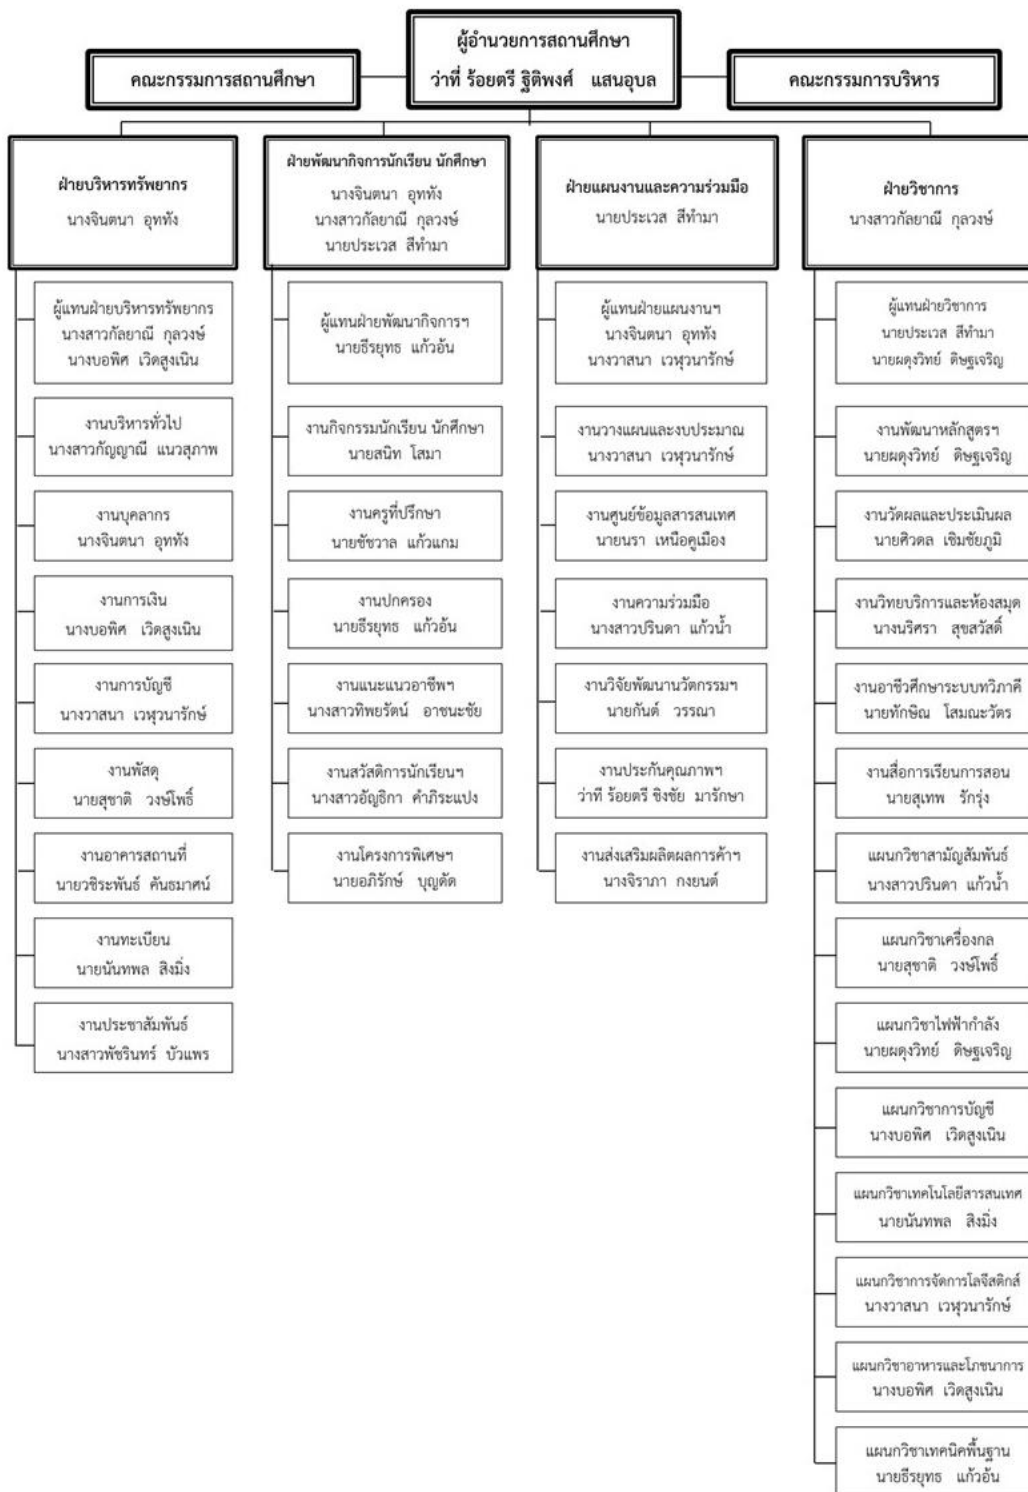 ผู้อำนวยการสถานศึกษา
ว่าที่ ร้อยตรี ฐิติพงศ์ แสนอุบล
คณะกรรมการสถานศึกษา
คณะกรรมการบริหาร
ฝ่ายบริหารทรัพยากร
นางจินตนา อุททัง
ผู้แทนฝ่ายบริหารทรัพยากร
นางสาวกัลยาณี กุลวงษ์
นางบอพิศ เวิดสูงเนิน
งานบริหารทั่วไป
นางสาวกัญญาณี แนวสุภาพ
งานบุคลากร
นางจินตนา อุททัง
งานการเงิน
นางบอพิศ เวิดสูงเนิน
งานการบัญชี
นางวาสนา เวฬุวนารักษ์
งานพัสดุ
นายสุชาติ วงษ์โพธิ์
งานอาคารสถานที่
นายวชิระพันธ์ คันธมาศน์
งานทะเบียน
นายนันทพล สิงมิ่ง
งานประชาสัมพันธ์
นางสาวพัชรินทร์ บัวแพร
ฝ่ายพัฒนากิจการนักเรียน นักศึกษา
นางจินตนา อุททัง
นางสาวกัลยาณี กุลวงษ์
นายประเวส สีทำมา
ผู้แทนฝ่ายพัฒนากิจการฯ
นายธีรยุทธ แก้วอ้น
งานกิจกรรมนักเรียน นักศึกษา
นายสนิท โสมา
งานครูที่ปรึกษา
นายชัชวาล แก้วแกม
งานปกครอง
นายธีรยุทธ แก้วอ้น
งานแนะแนวอาชีพฯ
นางสาวทิพยรัตน์ อาชนะชัย
งานสวัสดิการนักเรียนฯ
นางสาวอัญธิกา คำภิระแปง
งานโครงการพิเศษฯ
นายอภิรักษ์ บุญดัด
ฝ่ายแผนงานและความร่วมมือ
นายประเวส สีทำมา
ผู้แทนฝ่ายแผนงานฯ
นางจินตนา อุททัง
นางวาสนา เวฬุวนารักษ์
งานวางแผนและงบประมาณ
นางวาสนา เวฬุวนารักษ์
งานศูนย์ข้อมูลสารสนเทศ
นายนรา เหนือคูเมือง
งานความร่วมมือ
นางสาวปรินดา แก้วน้ำ
งานวิจัยพัฒนานวัตกรรมฯ
นายกันต์ วรรณา
งานประกันคุณภาพฯ
ว่าที่ ร้อยตรี ชิงชัย มารักษา
งานส่งเสริมผลิตผลการค้าฯ
นางจิราภา กงยนต์
ฝ่ายวิชาการ
นางสาวกัลยาณี กุลวงษ์
ผู้แทนฝ่ายวิชาการ
นายประเวส สีทำมา
นายผดุงวิทย์ ดิษฐเจริญ
งานพัฒนาหลักสูตรฯ
นายผดุงวิทย์ ดิษฐเจริญ
งานวัดผลและประเมินผล
นายศิวดล เชิมชัยภูมิ
งานวิทยบริการและห้องสมุด
นางนริศรา สุขสวัสดิ์
งานอาชีวศึกษาระบบทวิภาคี
นายทักษิณ โสมณะวัตร
งานสื่อการเรียนการสอน
นายสุเทพ รักรุ่ง
แผนกวิชาสามัญสัมพันธ์
นางสาวปรินดา แก้วน้ำ
แผนกวิชาเครื่องกล
นายสุชาติ วงษ์โพธิ์
แผนกวิชาไฟฟ้ากำลัง
นายผดุงวิทย์ ดิษฐเจริญ
แผนกวิชาการบัญชี
นางบอพิศ เวิดสูงเนิน
แผนกวิชาเทคโนโลยีสารสนเทศ
นายนันทพล สิงมิ่ง
แผนกวิชาการจัดการโลจีสติกส์
นางวาสนา เวฬุวนารักษ์
แผนกวิชาอาหารและโภชนาการ
นางบอพิศ เวิดสูงเนิน
แผนกวิชาเทคนิคพื้นฐาน
นายธีรยุทธ แก้วอ้น